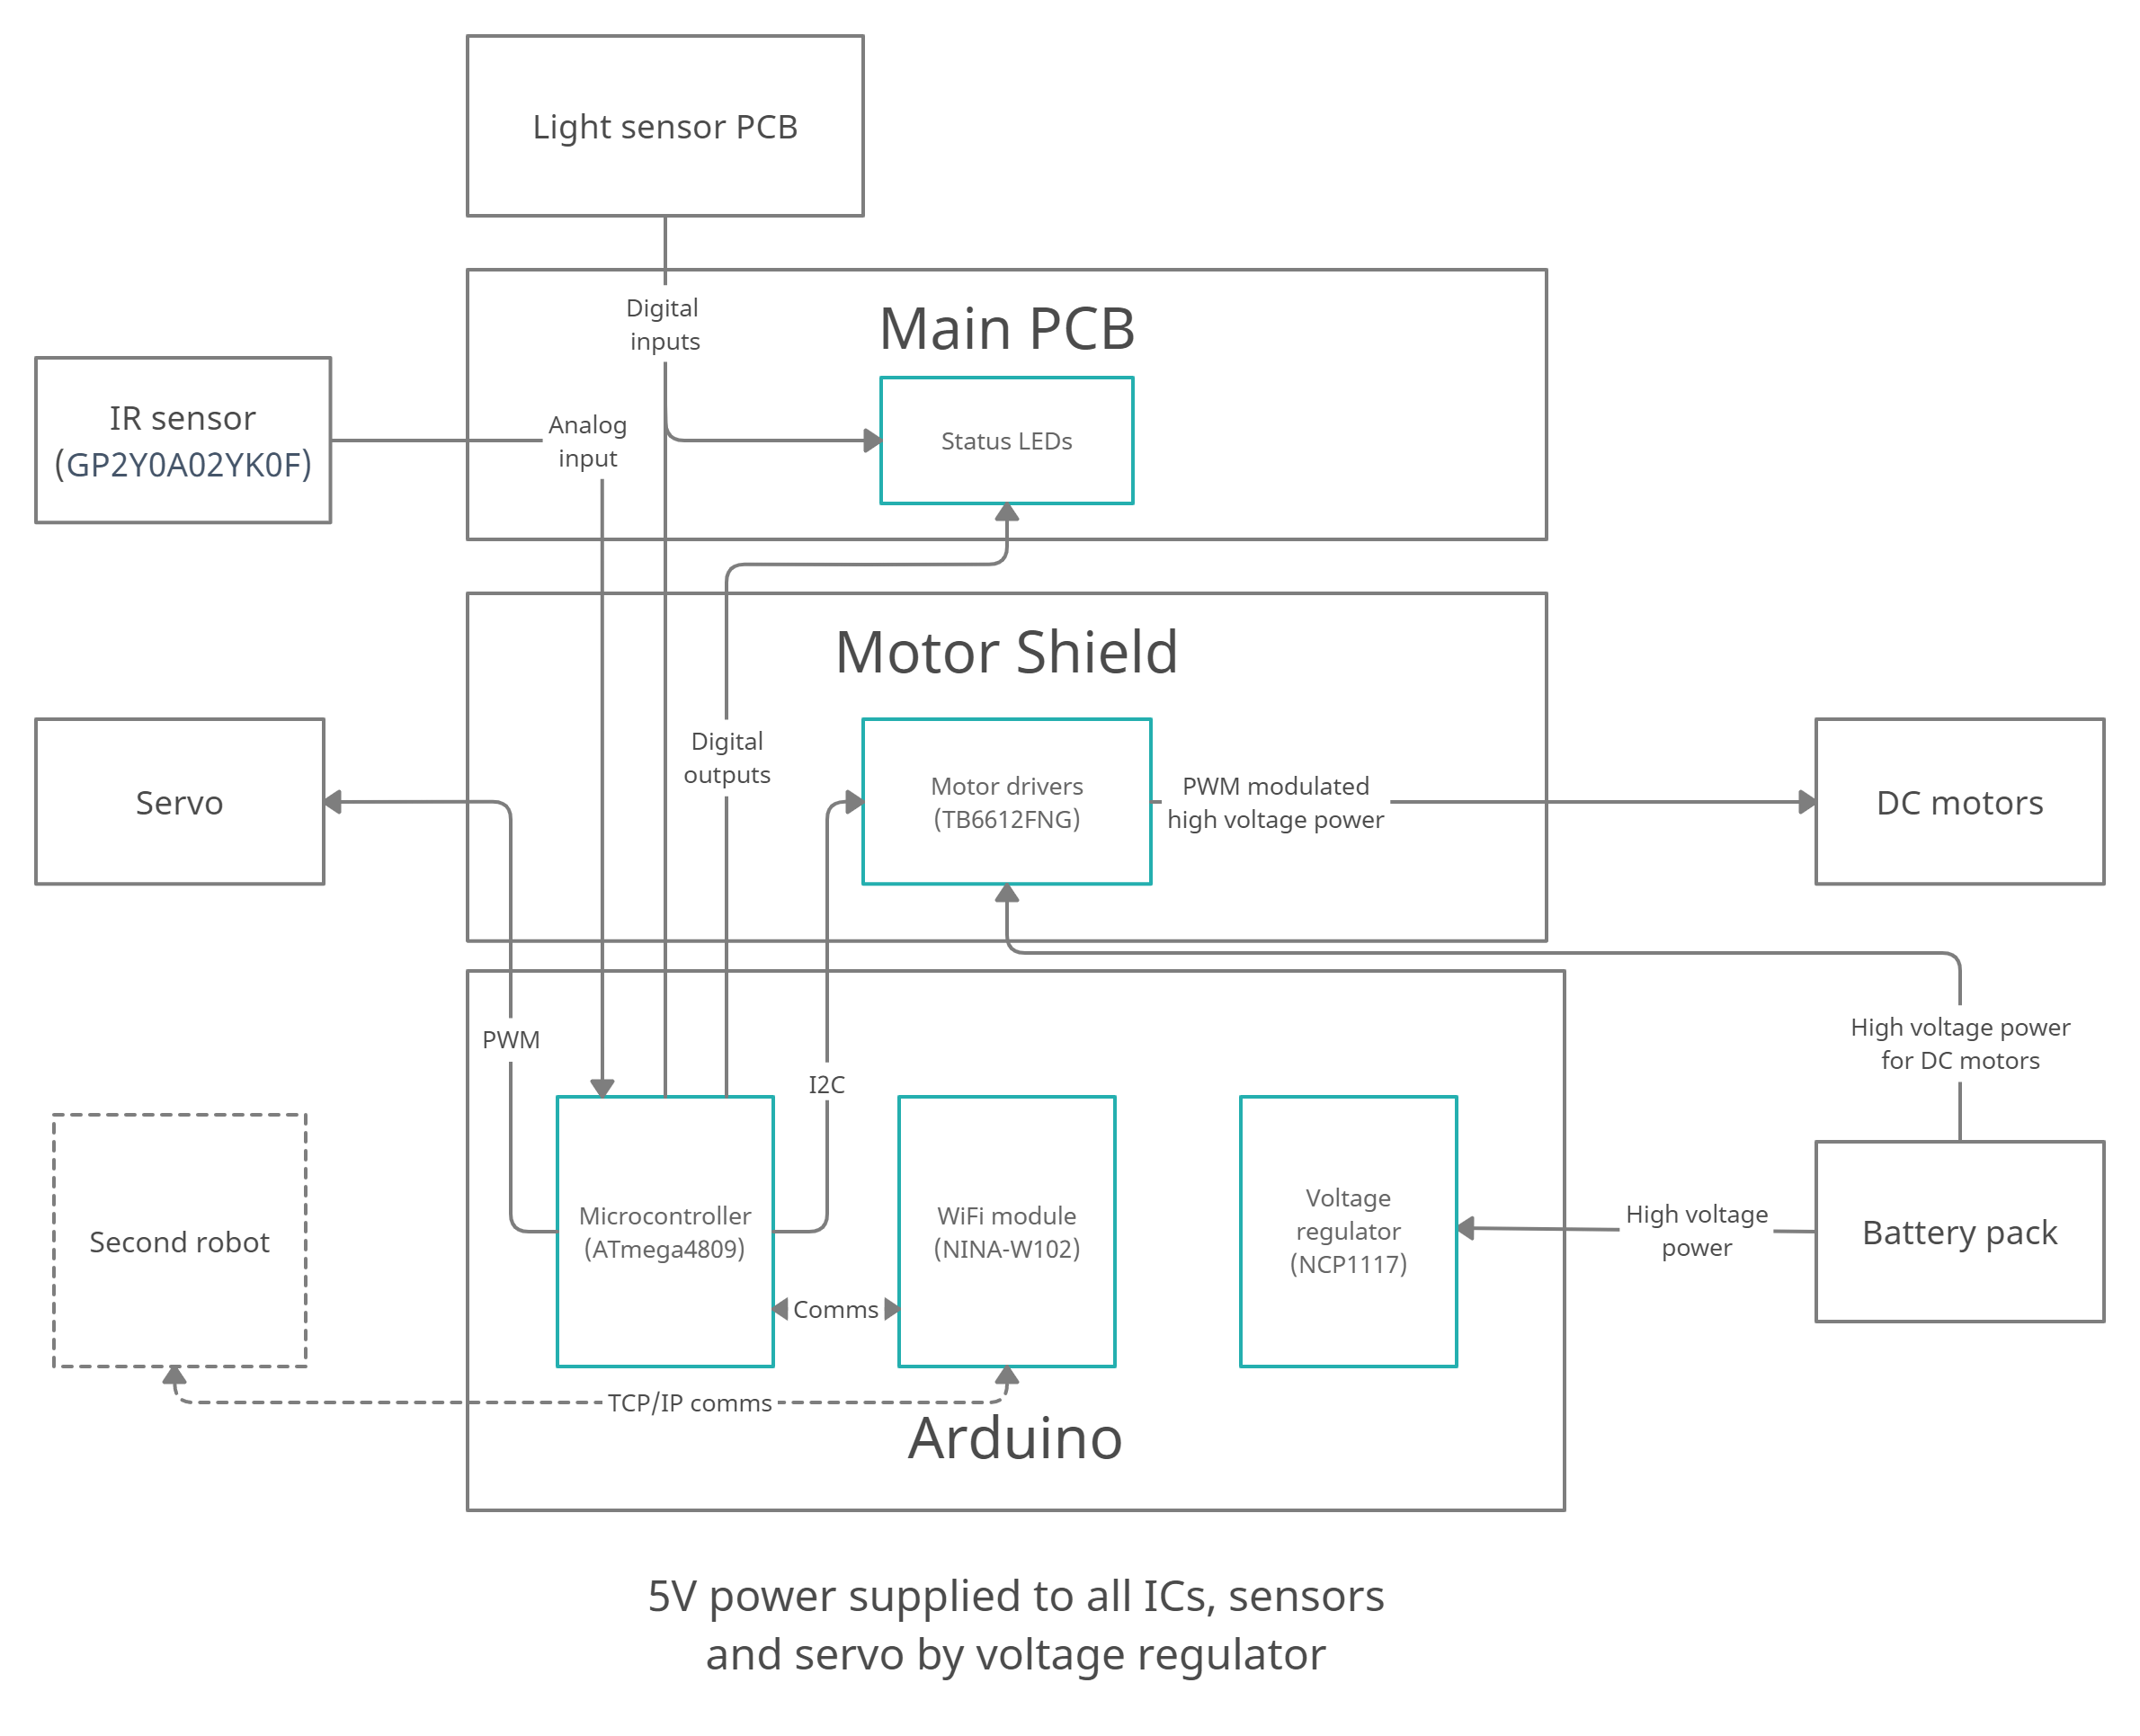 Light sensor PCB
Digital
inputs
Main PCB
IR sensor
(GP2Y0A02YK0F)
Analog
input
Status LEDs
Motor Shield
Servo
Digital
outputs
Motor drivers
(TB6612FNG)
PWM modulated
high voltage power
DC motors
PWM
I2C
High voltage power
for DC motors
Second robot
Microcontroller
(ATmega4809)
WiFi module
(NINA-W102)
Voltage
regulator
(NCP1117)
High voltage
power
Battery pack
Comms
TCP/IP comms
Arduino
5V power supplied to all ICs, sensors
and servo by voltage regulator